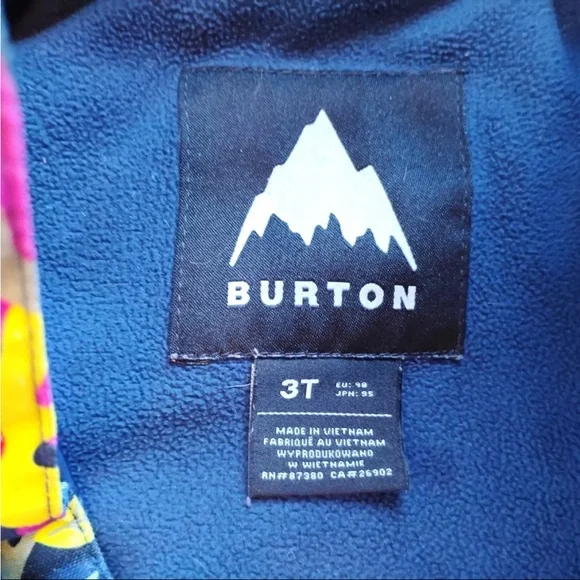 BURTON
3T
EU: 98
JPN: 95
MADE IN VIETNAM
FABRIQUÉ AU VIETNAM
WYPRODUKOWANO
W WIETNAMIE
RN#87380 CA#26902